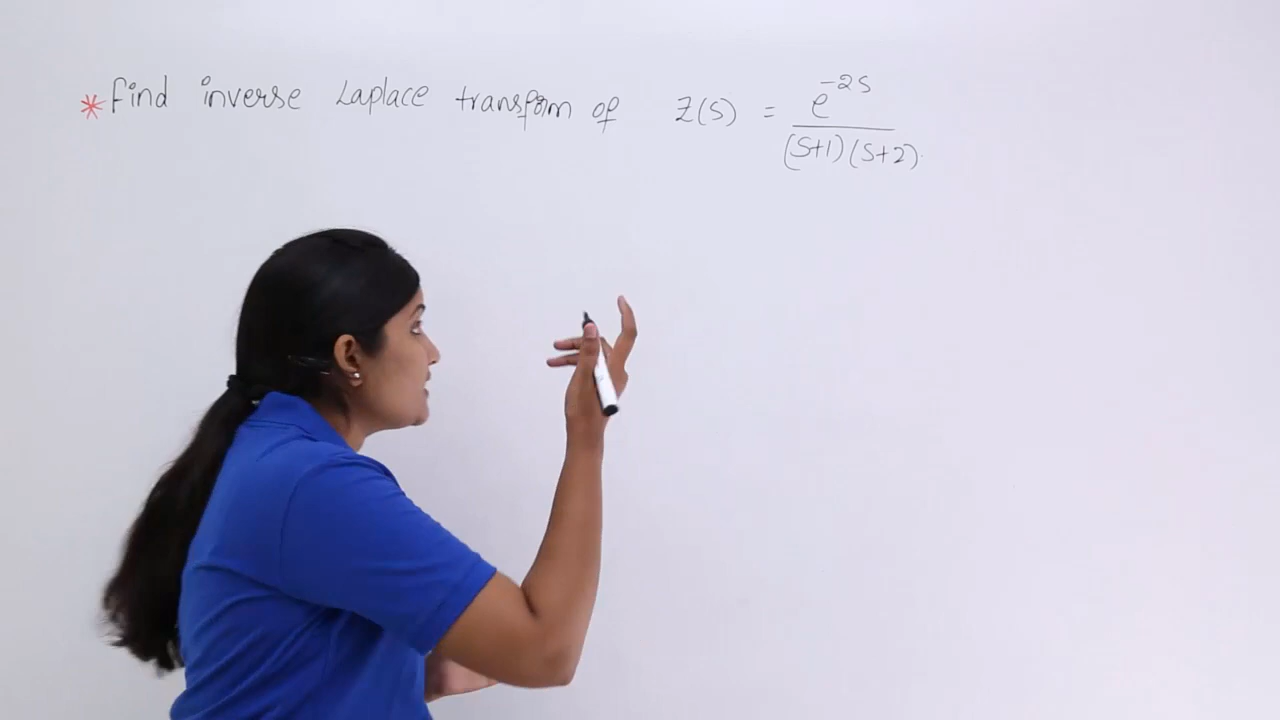 * Find inverse Laplace transform of Z(S) = e^{-2S} / (S+1)(S+2).